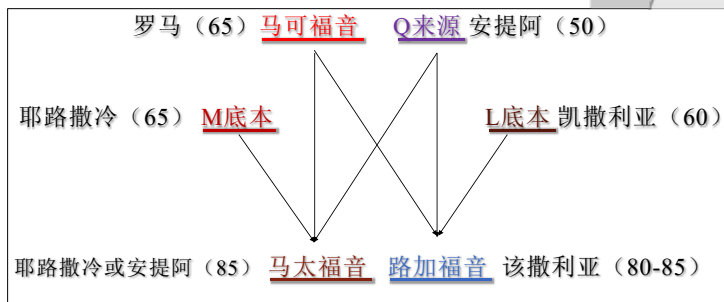 罗马（65）马可福音 Q来源 安提阿（50）
耶路撒冷（65）M底本 L底本 凯撒利亚（60）
耶路撒冷或安提阿（85）马太福音 路加福音 该撒利亚（80-85）